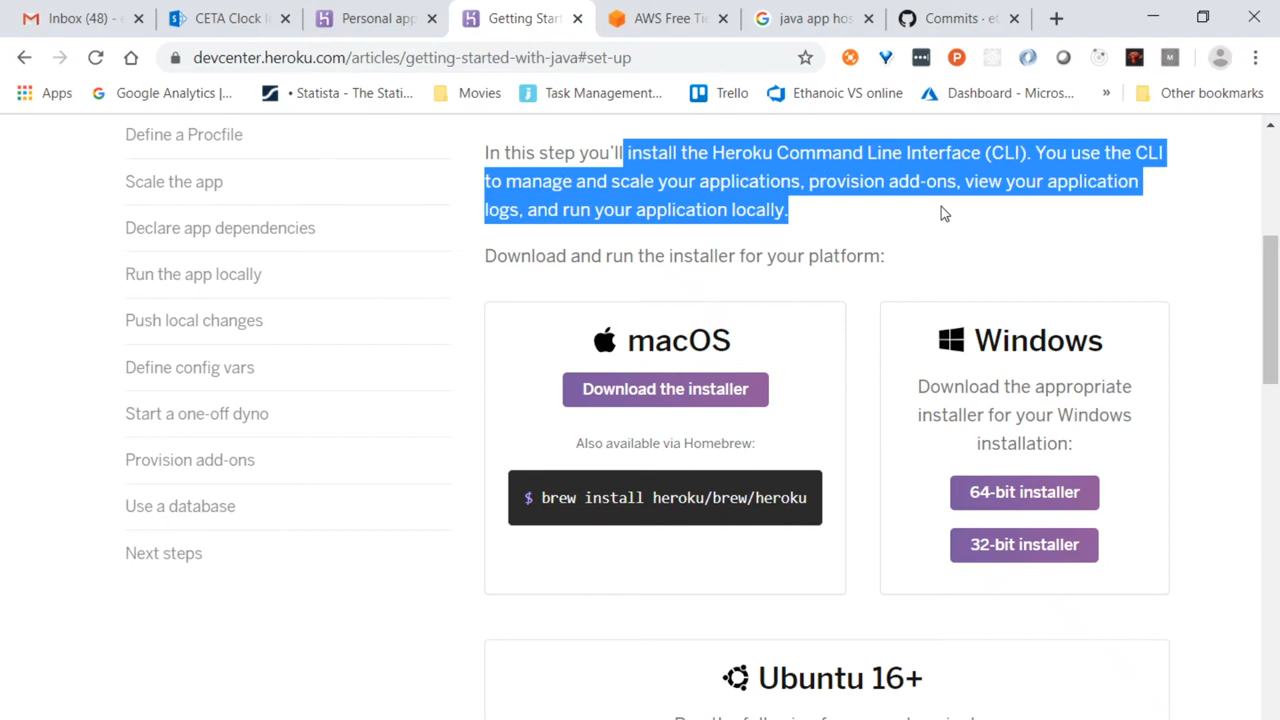 Inbox (48) - e
CETA Clock I
Personal app
Getting Star
AWS Free Tie
java app hos
Commits · et
devcenter.heroku.com/articles/getting-started-with-java#set-up
Apps
Google Analytics |...
• Statista - The Stati...
Movies
Task Management...
Trello
Ethanoic VS online
Dashboard - Micros...
»
Other bookmarks
Define a Procfile
Scale the app
Declare app dependencies
Run the app locally
Push local changes
Define config vars
Start a one-off dyno
Provision add-ons
Use a database
Next steps
In this step you'll install the Heroku Command Line Interface (CLI). You use the CLI
to manage and scale your applications, provision add-ons, view your application
logs, and run your application locally.
Download and run the installer for your platform:
macOS
Download the installer
Also available via Homebrew:
$ brew install heroku/brew/heroku
Windows
Download the appropriate
installer for your Windows
installation:
64-bit installer
32-bit installer
Ubuntu 16+